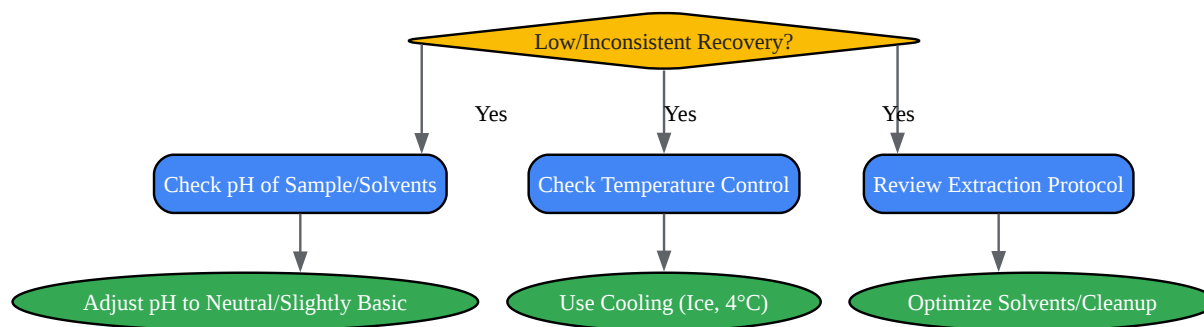 Low/Inconsistent Recovery?
Yes
Yes
Yes
Check pH of Sample/Solvents
Check Temperature Control
Review Extraction Protocol
Adjust pH to Neutral/Slightly Basic
Use Cooling (Ice, 4°C)
Optimize Solvents/Cleanup